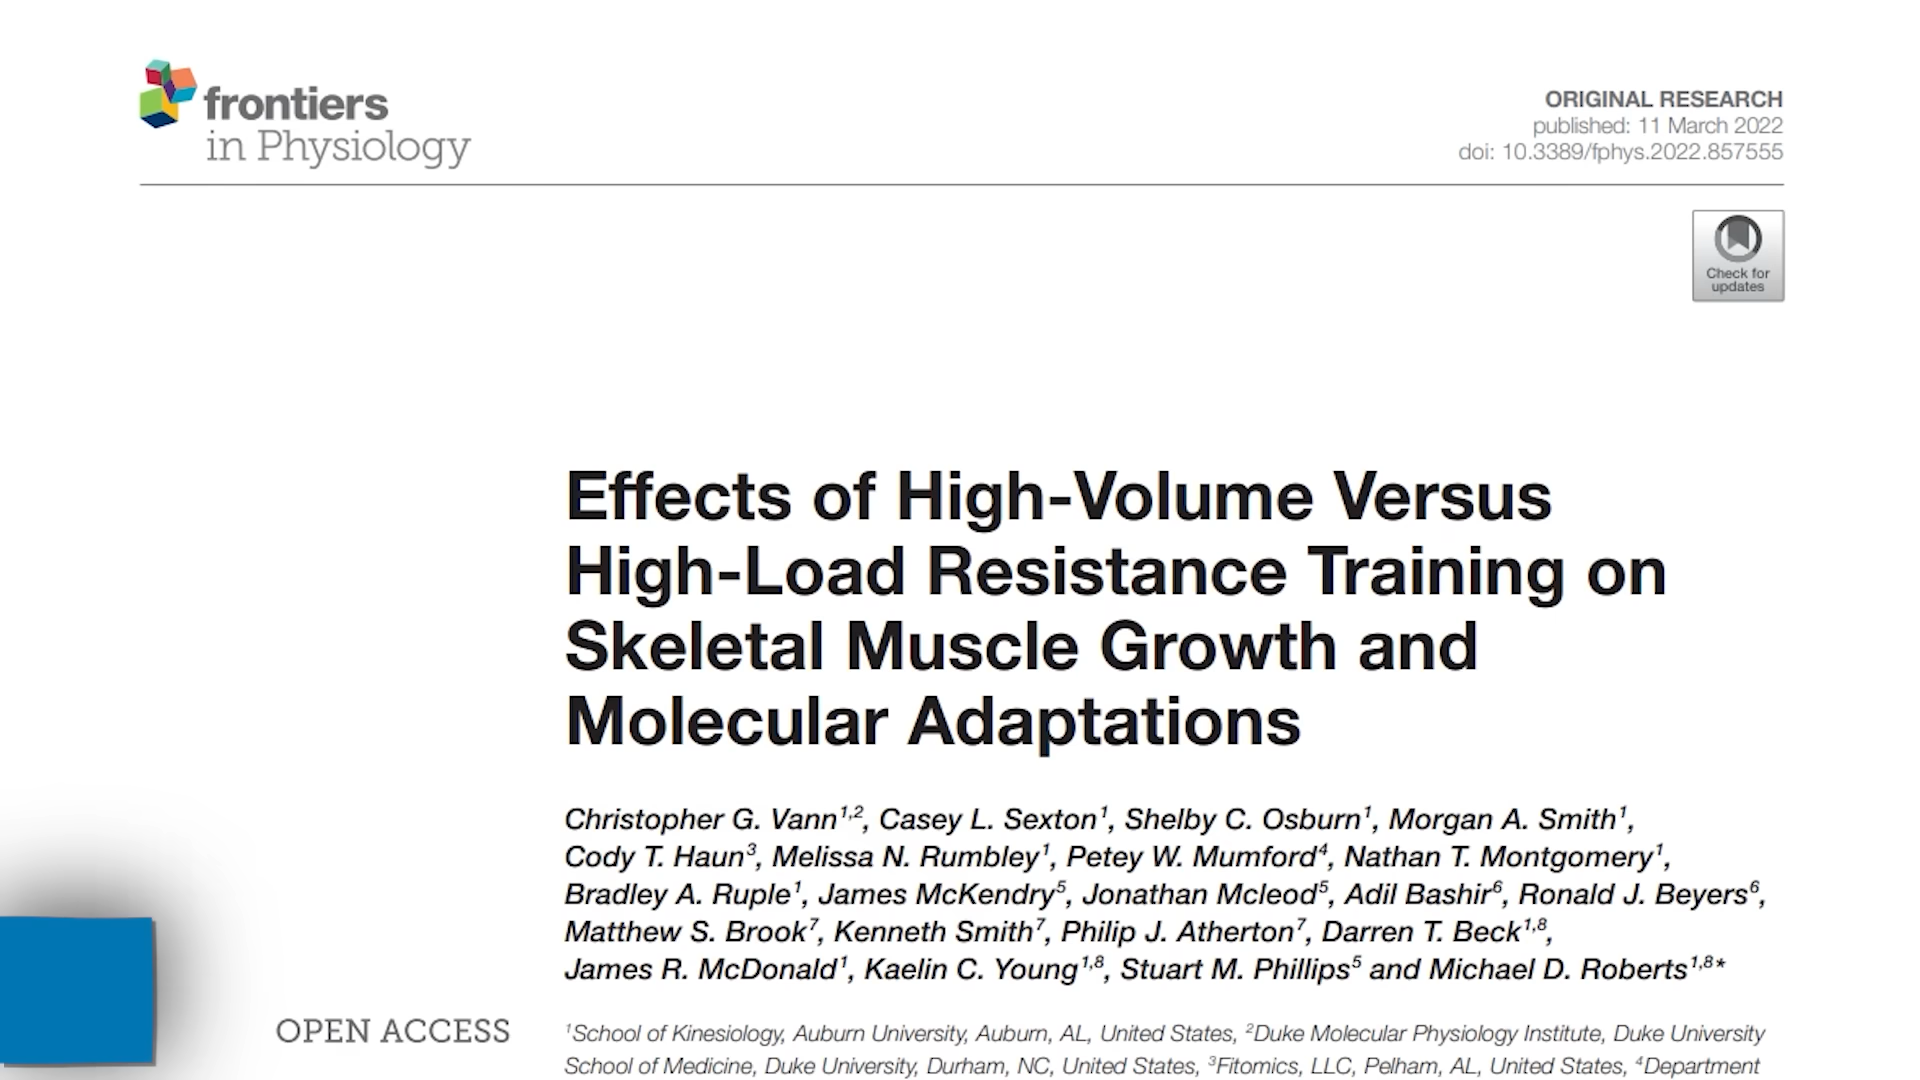 frontiers
in Physiology
ORIGINAL RESEARCH
published: 11 March 2022
doi: 10.3389/fphys.2022.857555
Check for
updates
Effects of High-Volume Versus
High-Load Resistance Training on
Skeletal Muscle Growth and
Molecular Adaptations
Christopher G. Vann1,2, Casey L. Sexton1, Shelby C. Osburn1, Morgan A. Smith1,
Cody T. Haun3, Melissa N. Rumbley1, Petey W. Mumford4, Nathan T. Montgomery1,
Bradley A. Ruple1, James McKendry5, Jonathan Mcleod5, Adil Bashir6, Ronald J. Beyers6,
Matthew S. Brook7, Kenneth Smith7, Philip J. Atherton7, Darren T. Beck1,8,
James R. McDonald1, Kaelin C. Young1,8, Stuart M. Phillips5 and Michael D. Roberts1,8*
OPEN ACCESS
1School of Kinesiology, Auburn University, Auburn, AL, United States, 2Duke Molecular Physiology Institute, Duke University
School of Medicine, Duke University, Durham, NC, United States, 3Fitomics, LLC, Pelham, AL, United States, 4Department